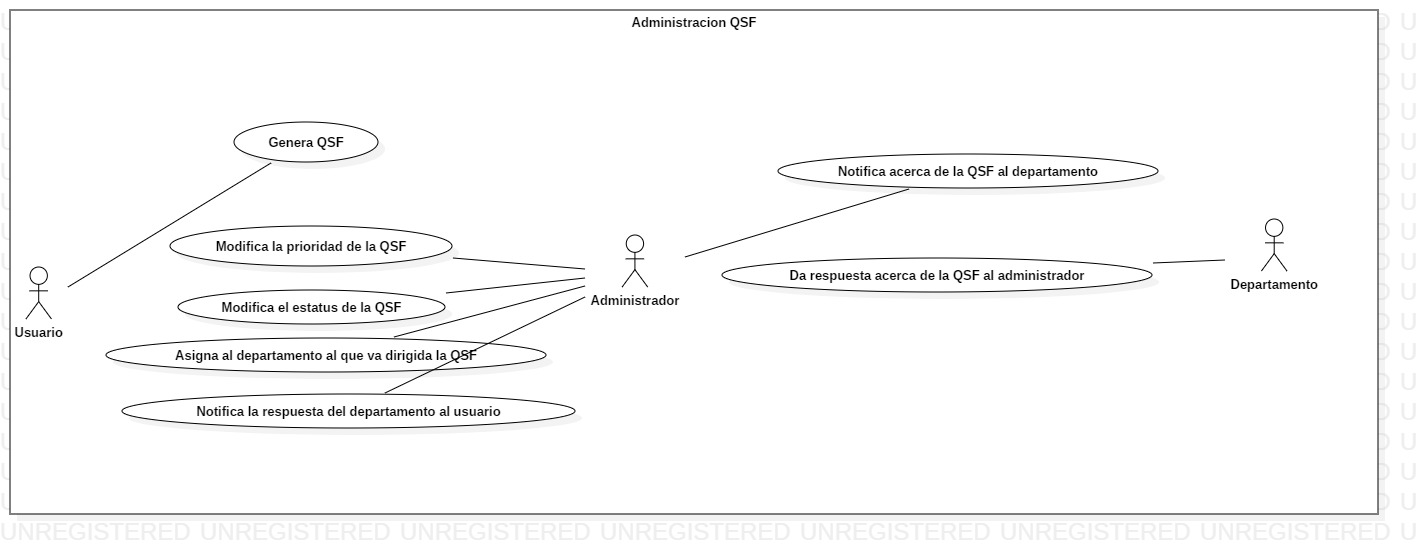 Administracion QSF
Genera QSF
Notifica acerca de la QSF al departamento
Modifica la prioridad de la QSF
Da respuesta acerca de la QSF al administrador
Departamento
Administrador
Modifica el estatus de la QSF
Usuario
Asigna al departamento al que va dirigida la QSF
Notifica la respuesta del departamento al usuario
UNREGISTERED UNREGISTERED UNREGISTERED UNREGISTERED UNREGISTERED UNREGISTERED UNREGISTERED U